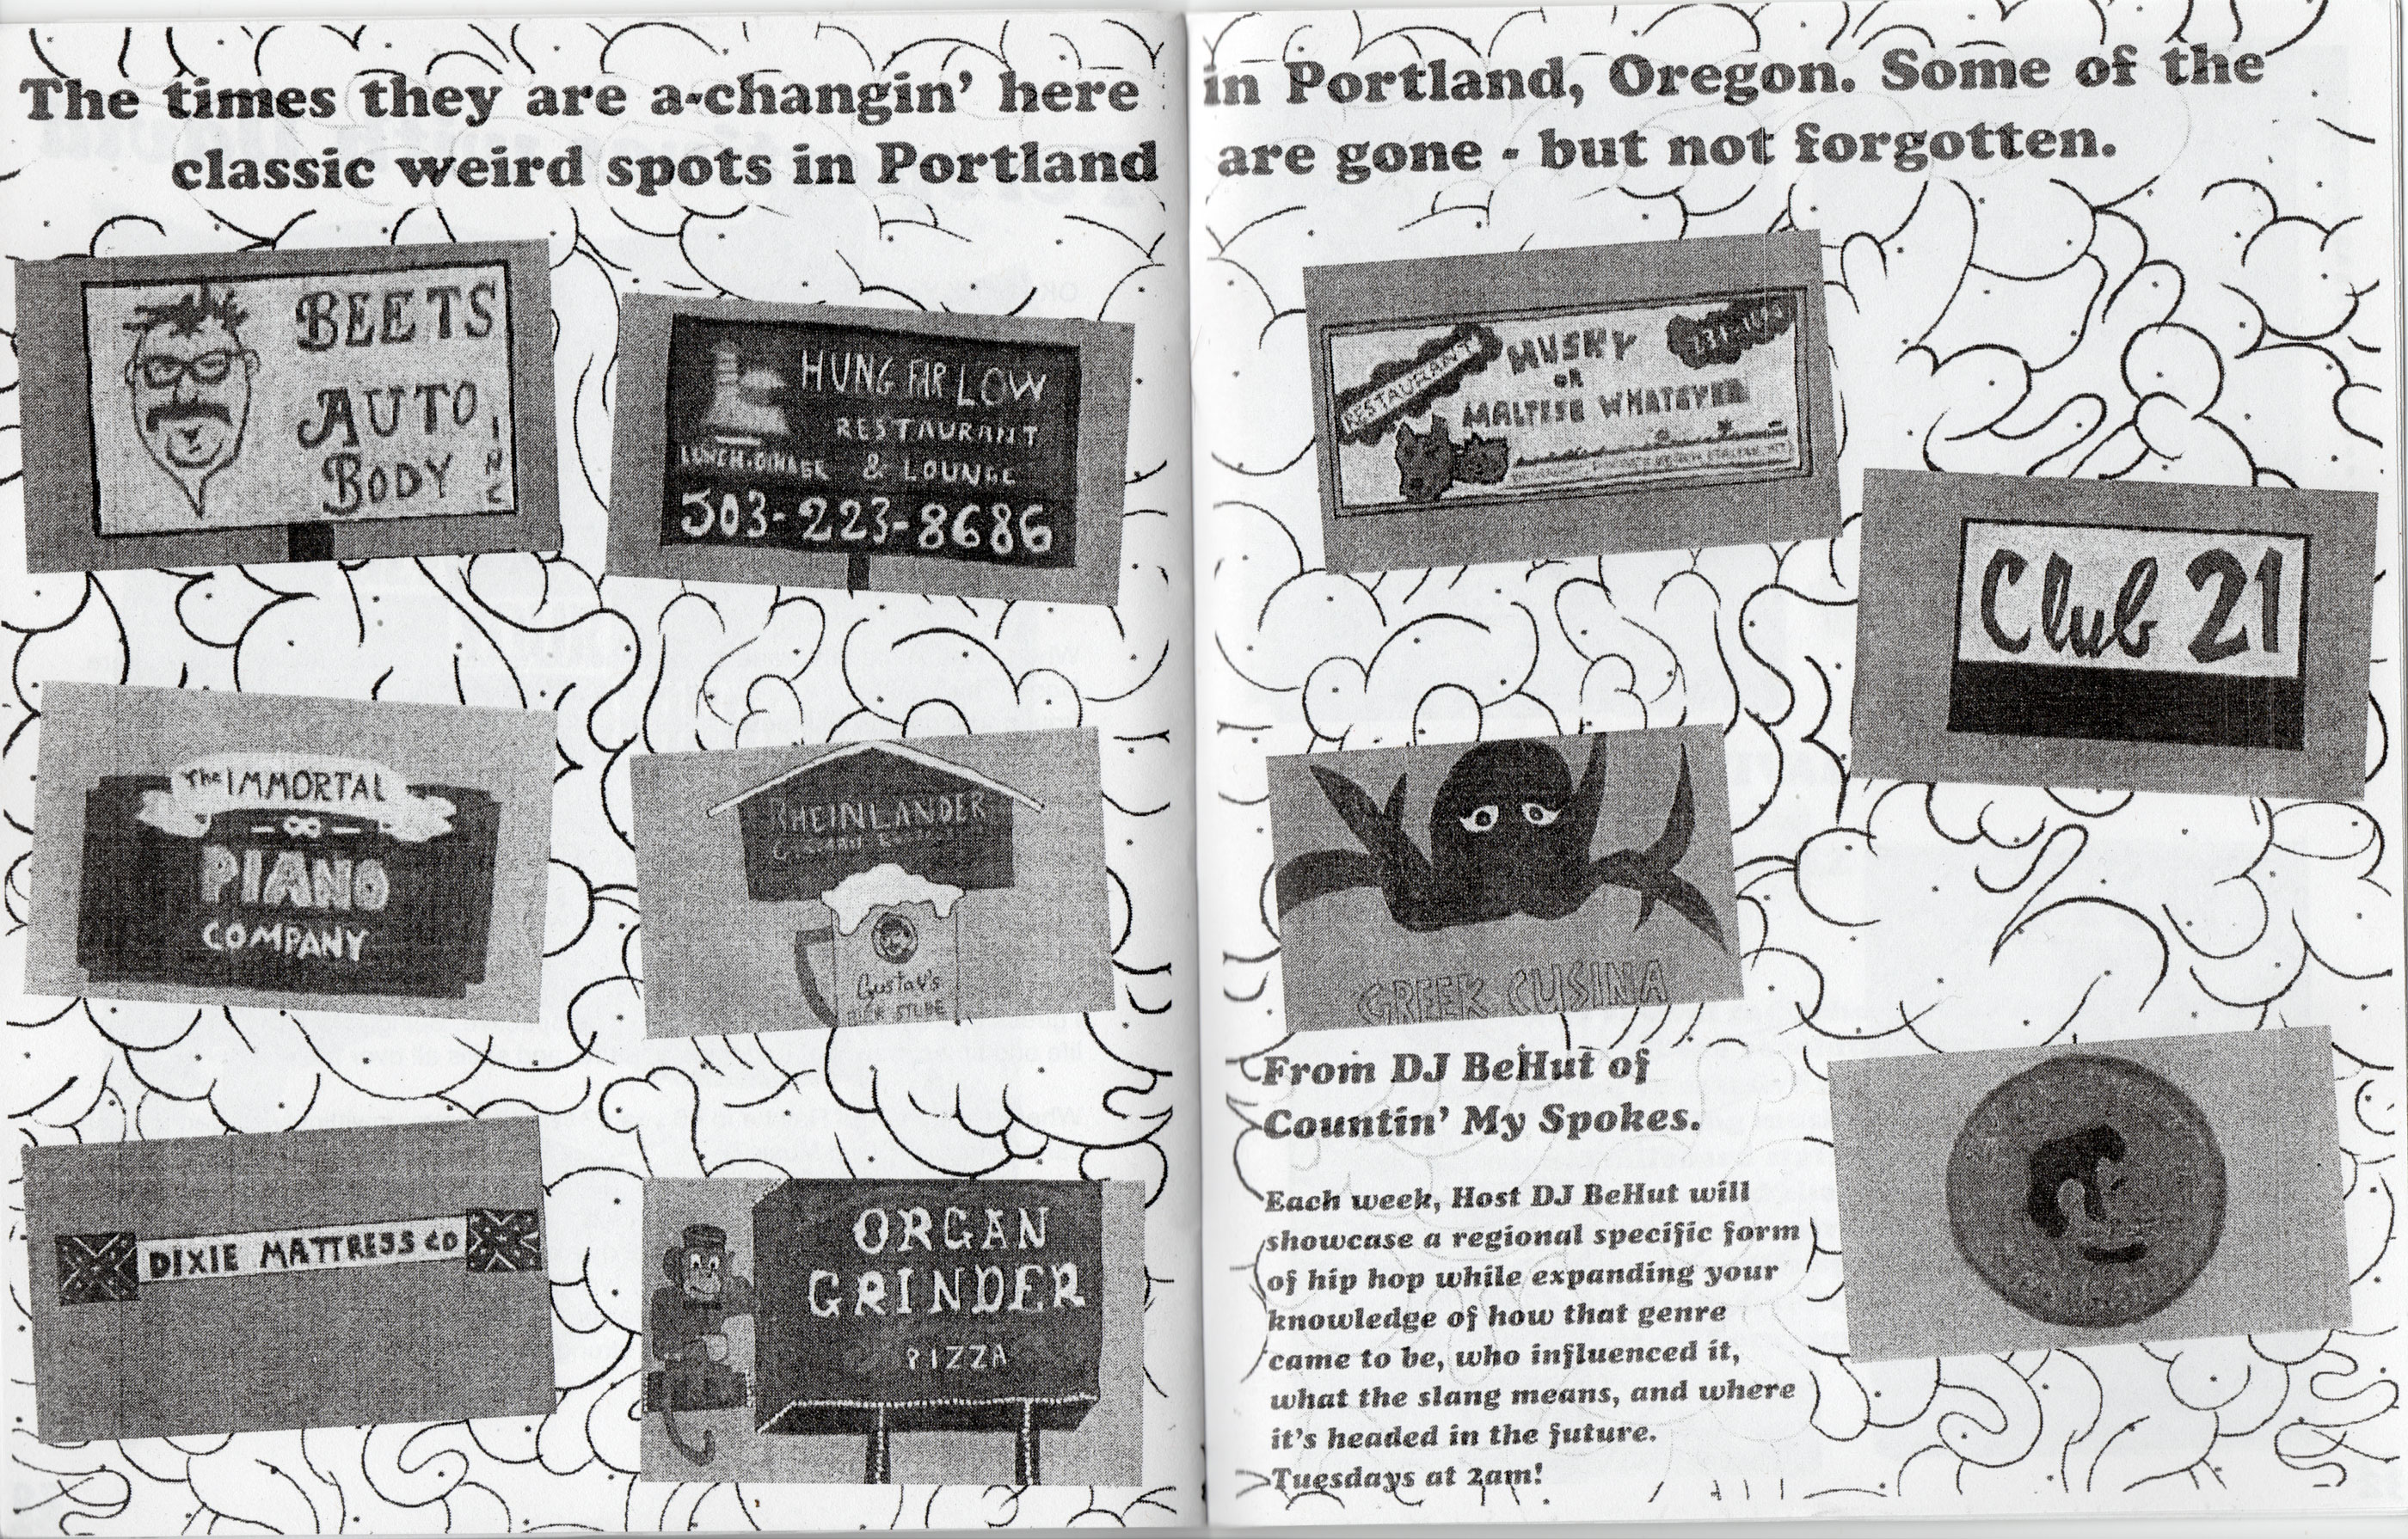 The times they are a-changin' here in Portland, Oregon. Some of the
classic weird spots in Portland are gone - but not forgotten.
BEETS
AUTO
BODY
INC
HUNG FAR LOW
RESTAURANT
LUNCH·DINNER & LOUNGE
503-223-8686
RESTAURANT
MUSKY
OR
MALTESE WHATEVER
Club 21
The IMMORTAL
PIANO
COMPANY
RHEINLANDER
GERMAN
Gustav's
BIER STUBE
GREEK CUSINA
DIXIE MATTRESS CO
ORGAN
GRINDER
PIZZA
From DJ BeHut of
Countin' My Spokes.
Each week, Host DJ BeHut will
showcase a regional specific form
of hip hop while expanding your
knowledge of how that genre
came to be, who influenced it,
what the slang means, and where
it's headed in the future.
Tuesdays at 2am!